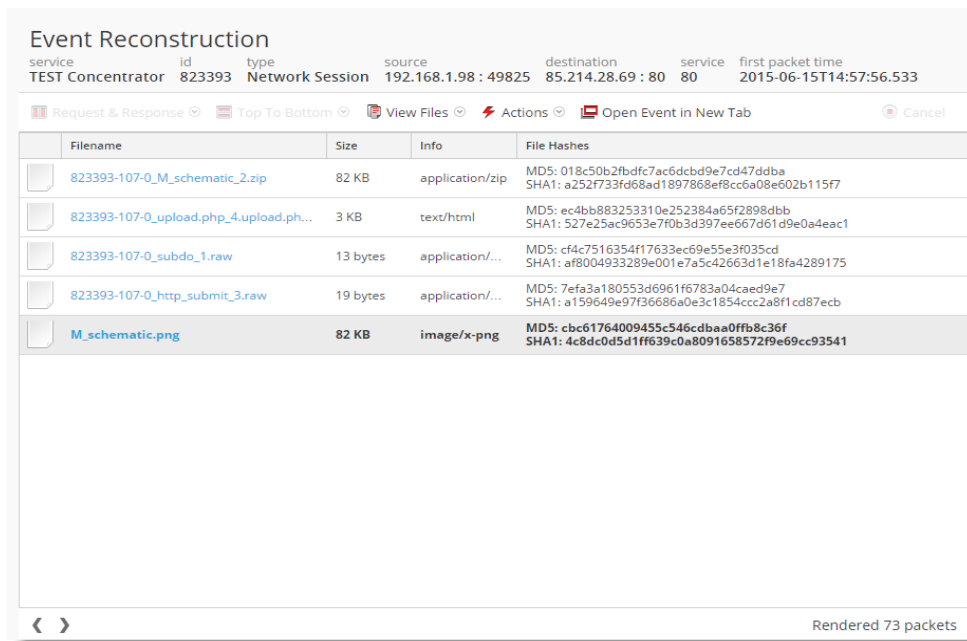 Event Reconstruction
service id type source destination service first packet time
TEST Concentrator 823393 Network Session 192.168.1.98 : 49825 85.214.28.69 : 80 80 2015-06-15T14:57:56.533
Request & Response Top To Bottom View Files Actions Open Event in New Tab Cancel
Filename Size Info File Hashes
823393-107-0_M_schematic_2.zip 82 KB application/zip MD5: 018c50b2fbdfc7ac6dcbd9e7cd47ddba
SHA1: a252f733fd68ad1897868ef8cc6a08e602b115f7
823393-107-0_upload.php_4.upload.ph... 3 KB text/html MD5: ec4bb883253310e252384a65f2898dbb
SHA1: 527e25ac9653e7f0b3d397ee667d61d9e0a4eac1
823393-107-0_subdo_1.raw 13 bytes application/... MD5: cf4c7516354f17633ec69e55e3f035cd
SHA1: af8004933289e001e7a5c42663d1e18fa4289175
823393-107-0_http_submit_3.raw 19 bytes application/... MD5: 7efa3a180553d6961f6783a04caed9e7
SHA1: a159649e97f36686a0e3c1854ccc2a8f1cd87ecb
M_schematic.png 82 KB image/x-png MD5: cbc61764009455c546cdbaa0ffb8c36f
SHA1: 4c8dc0d5d1ff639c0a8091658572f9e69cc93541
Rendered 73 packets